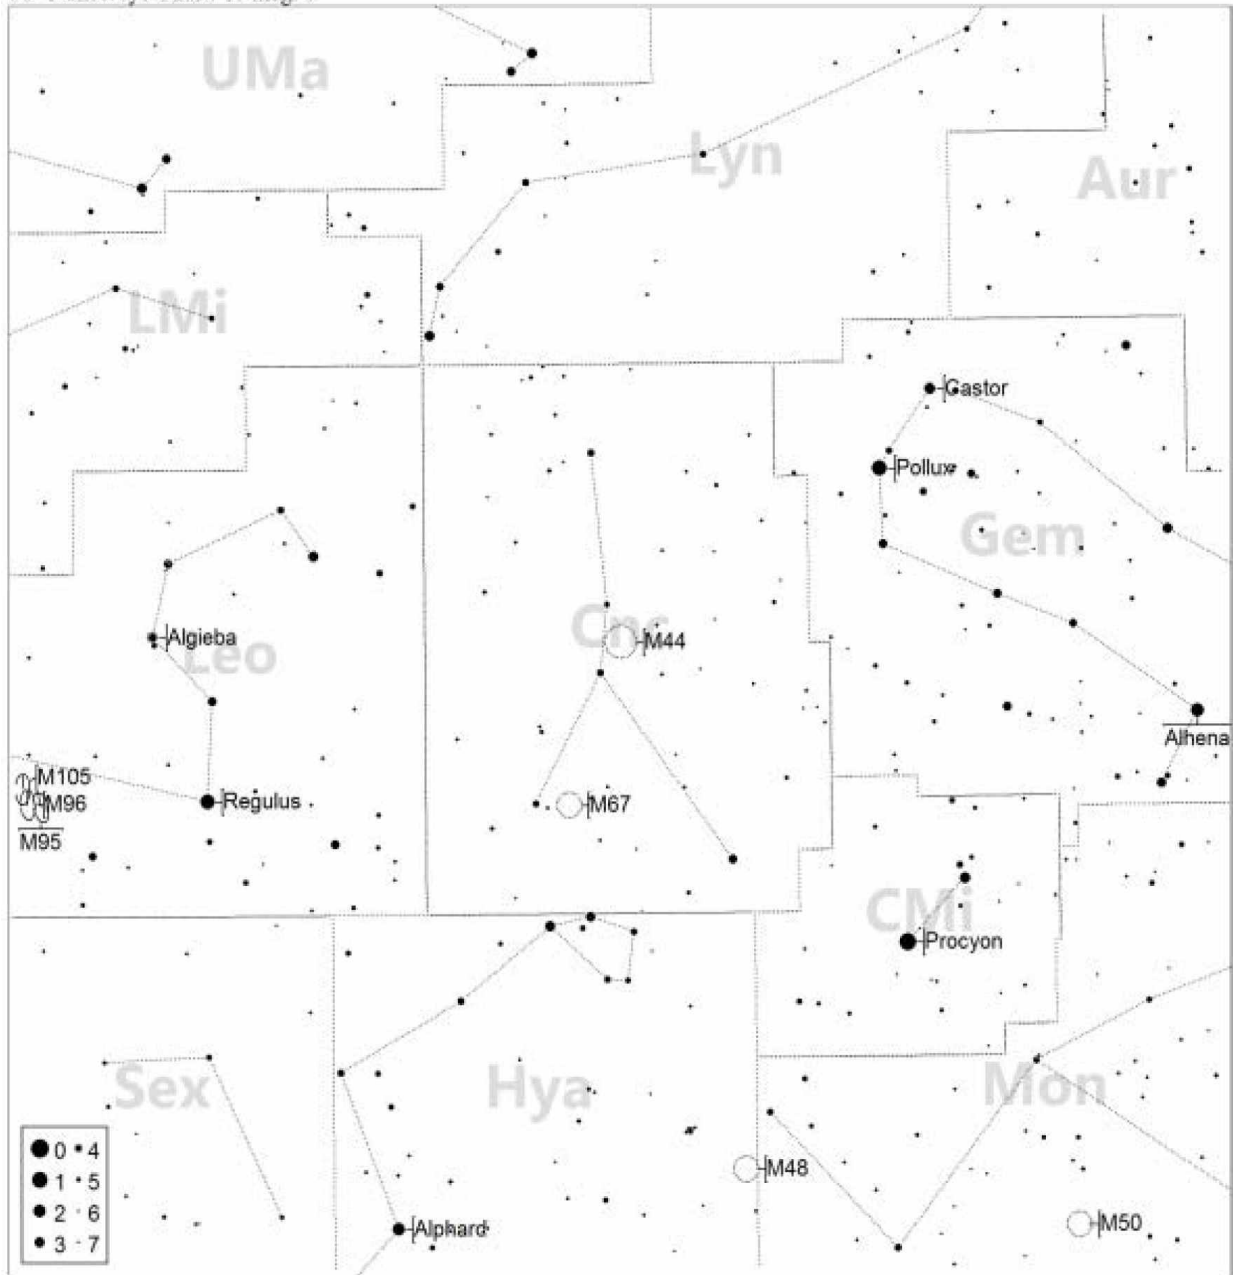 UMa
Lyn
Aur
LMi
Castor
Pollux
Gem
Cnc
M44
Algieba
Leo
Alhena
M105
M96
M95
Regulus
M67
CMi
Procyon
Sex
Hya
Mon
M48
M50
Alphard
0 4
1 5
2 6
3 7